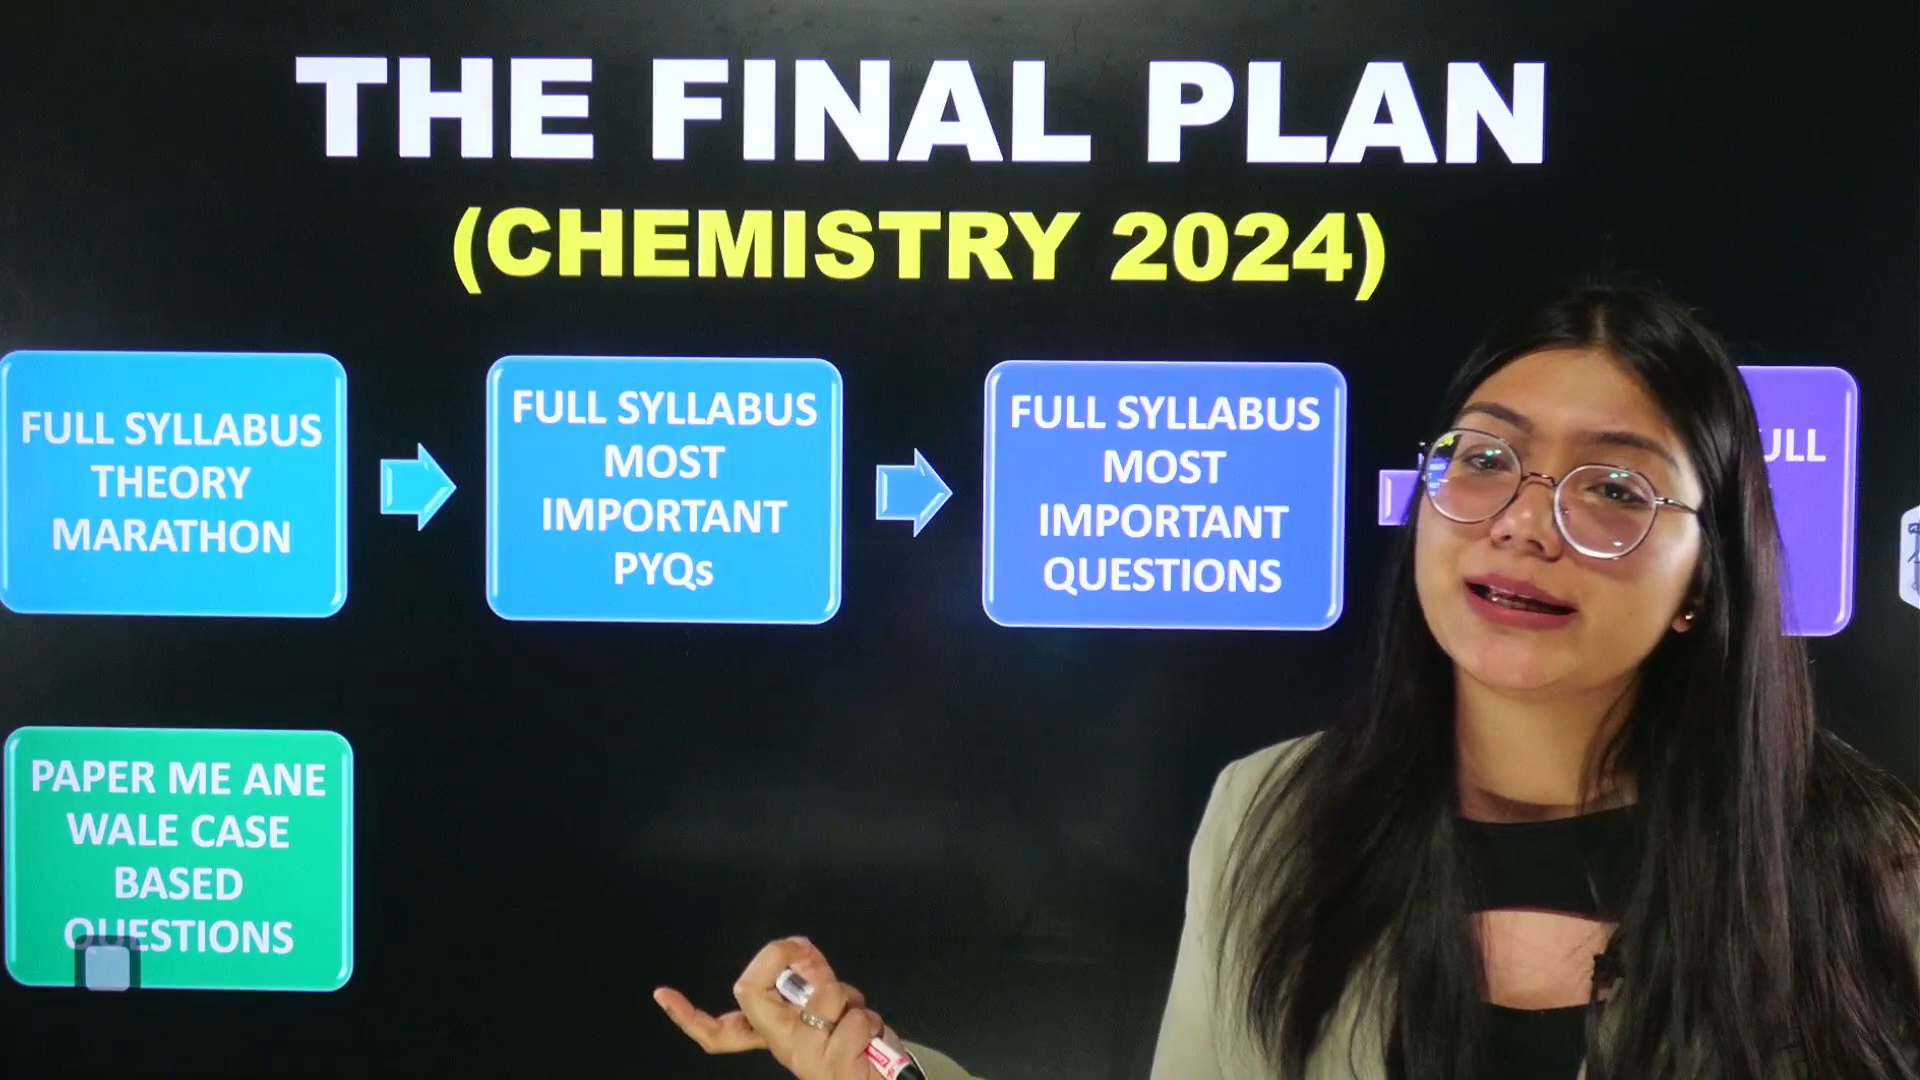 THE FINAL PLAN
(CHEMISTRY 2024)
FULL SYLLABUS
THEORY
MARATHON
FULL SYLLABUS
MOST
IMPORTANT
PYQs
FULL SYLLABUS
MOST
IMPORTANT
QUESTIONS
PAPER ME ANE
WALE CASE
BASED
QUESTIONS